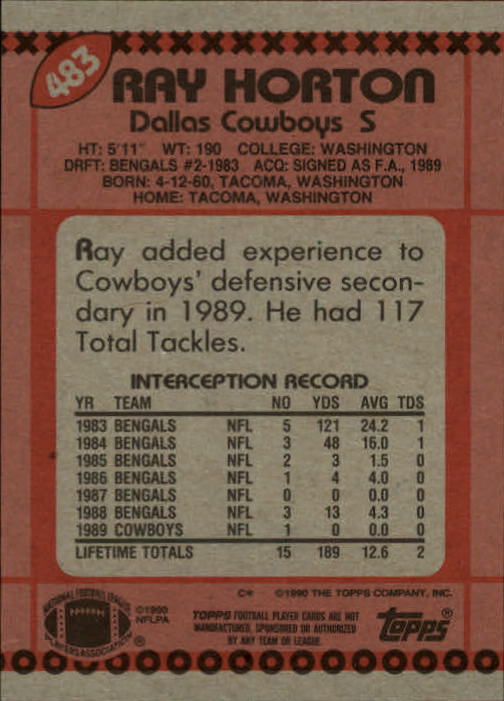 483
RAY HORTON
Dallas Cowboys S
HT: 5'11" WT: 190 COLLEGE: WASHINGTON
DRFT: BENGALS #2-1983 ACQ: SIGNED AS F.A., 1989
BORN: 4-12-60, TACOMA, WASHINGTON
HOME: TACOMA, WASHINGTON
Ray added experience to
Cowboys' defensive secon-
dary in 1989. He had 117
Total Tackles.
INTERCEPTION RECORD
YR TEAM NO YDS AVG TDS
1983 BENGALS NFL 5 121 24.2 1
1984 BENGALS NFL 3 48 16.0 1
1985 BENGALS NFL 2 3 1.5 0
1986 BENGALS NFL 1 4 4.0 0
1987 BENGALS NFL 0 0 0.0 0
1988 BENGALS NFL 3 13 4.3 0
1989 COWBOYS NFL 1 0 0.0 0
LIFETIME TOTALS 15 189 12.6 2
C* ©1990 THE TOPPS COMPANY, INC.
NATIONAL FOOTBALL LEAGUE
PLAYERS ASSOCIATION ®
©1990
NFLPA
TOPPS FOOTBALL PLAYER CARDS ARE NOT
MANUFACTURED, SPONSORED OR AUTHORIZED
BY ANY TEAM OR LEAGUE.
Topps®